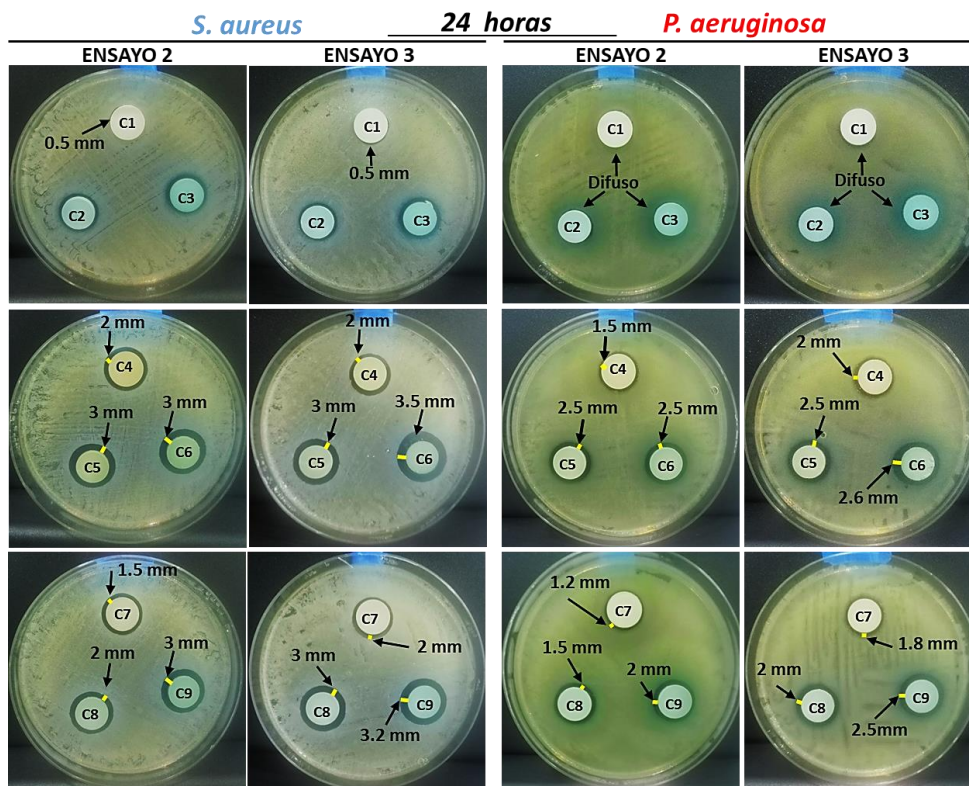 S. aureus 24 horas P. aeruginosa
ENSAYO 2 ENSAYO 3 ENSAYO 2 ENSAYO 3
C1
0.5 mm
C2 C3
C1
0.5 mm
C2 C3
C1
Difuso
C2 C3
C1
Difuso
C2 C3
2 mm
C4
3 mm 3 mm
C5 C6
2 mm
C4
3 mm 3.5 mm
C5 C6
1.5 mm
C4
2.5 mm 2.5 mm
C5 C6
2 mm
C4
2.5 mm
C5 C6
2.6 mm
1.5 mm
C7
2 mm 3 mm
C8 C9
C7
2 mm
3 mm
C8 C9
3.2 mm
1.2 mm
C7
1.5 mm 2 mm
C8 C9
C7
1.8 mm
2 mm
C8 C9
2.5mm